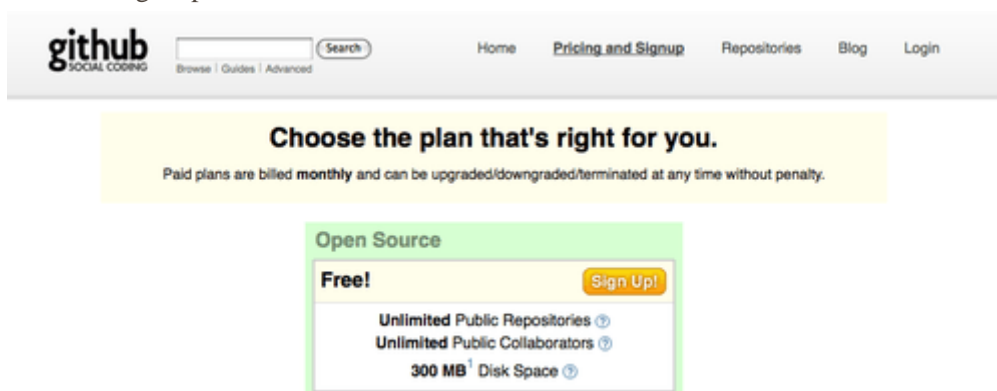 github
SOCIAL CODING
Search
Browse | Guides | Advanced
Home Pricing and Signup Repositories Blog Login
Choose the plan that's right for you.
Paid plans are billed monthly and can be upgraded/downgraded/terminated at any time without penalty.
Open Source
Free! Sign Up!
Unlimited Public Repositories ?
Unlimited Public Collaborators ?
300 MB¹ Disk Space ?